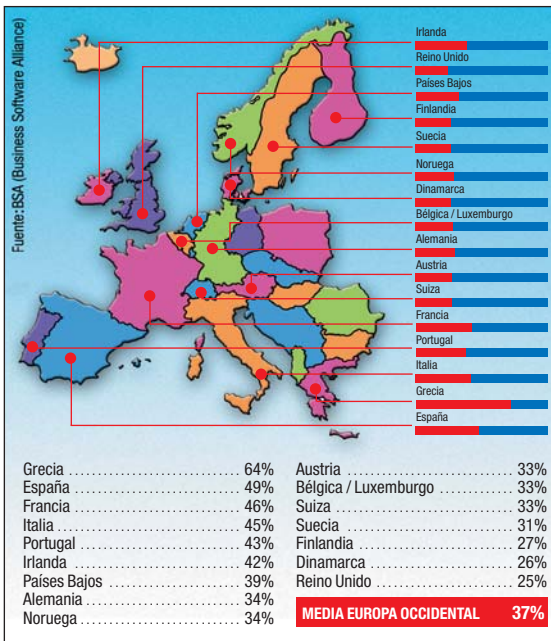 Fuente: BSA (Business Software Alliance)
Irlanda
Reino Unido
Países Bajos
Finlandia
Suecia
Noruega
Dinamarca
Bélgica / Luxemburgo
Alemania
Austria
Suiza
Francia
Portugal
Italia
Grecia
España
Grecia .......................... 64%
España .......................... 49%
Francia .......................... 46%
Italia .......................... 45%
Portugal .......................... 43%
Irlanda .......................... 42%
Países Bajos .......................... 39%
Alemania .......................... 34%
Noruega .......................... 34%
Austria .......................... 33%
Bélgica / Luxemburgo .......................... 33%
Suiza .......................... 33%
Suecia .......................... 31%
Finlandia .......................... 27%
Dinamarca .......................... 26%
Reino Unido .......................... 25%
MEDIA EUROPA OCCIDENTAL 37%